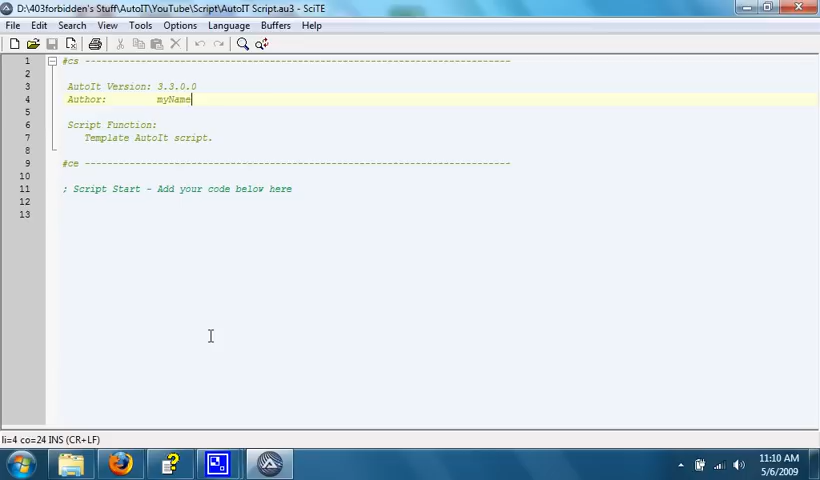 D:\403forbidden's Stuff\AutoIT\YouTube\Script\AutoIT Script.au3 - SciTE
File Edit Search View Tools Options Language Buffers Help
1 #cs -----------------------------------------------------------------------------
2
3 AutoIt Version: 3.3.0.0
4 Author: myName
5
6 Script Function:
7 Template AutoIt script.
8
9 #ce -----------------------------------------------------------------------------
10
11 ; Script Start - Add your code below here
12
13
li=4 co=24 INS (CR+LF)
11:10 AM
5/6/2009